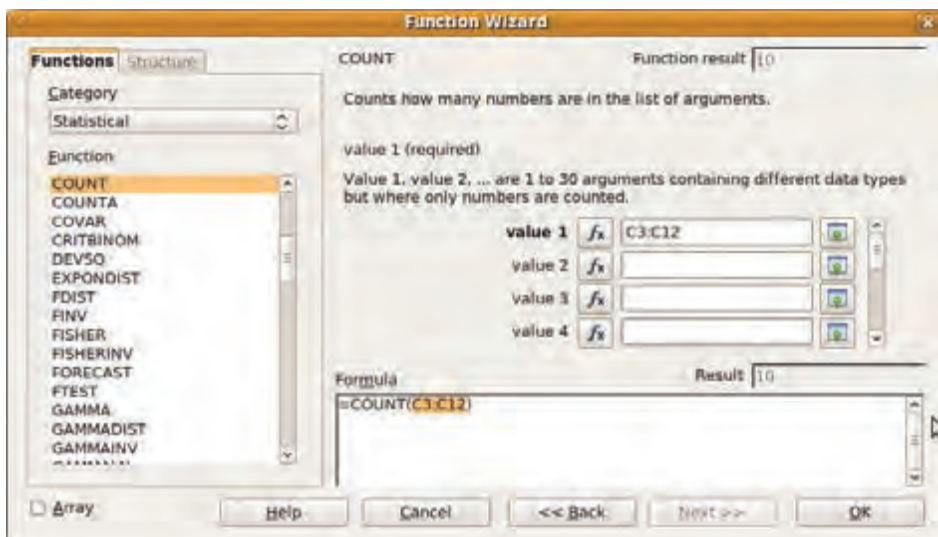 Function Wizard
Functions Structure
Category
Statistical
Function
COUNT
COUNTA
COVAR
CRITBINOM
DEVSQ
EXPONDIST
FDIST
FINV
FISHER
FISHERINV
FORECAST
FTEST
GAMMA
GAMMADIST
GAMMAINV
Array
COUNT Function result 10
Counts how many numbers are in the list of arguments.
value 1 (required)
Value 1, value 2, ... are 1 to 30 arguments containing different data types
but where only numbers are counted.
value 1 fx C3:C12
value 2 fx
value 3 fx
value 4 fx
Formula Result 10
=COUNT(C3:C12)
Help Cancel << Back Next >> OK